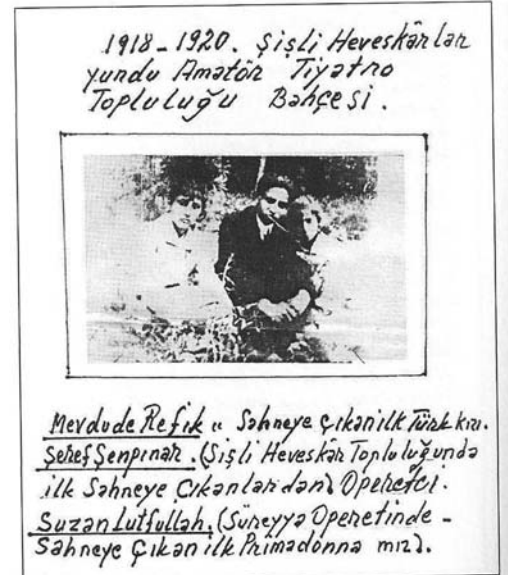 1918-1920. Şişli Heveskârlar
yurdu Amatör Tiyatro
Topluluğu Bahçesi.
Mevdude Refik " Sahneye çıkan ilk Türk kızı.
Şeref Şenpınar. (Şişli Heveskâr Topluluğunda
ilk Sahneye Çıkanlardan) Operetci.
Suzan Lutfullah. (Süreyya Operetinde -
Sahneye Çıkan ilk Primadonna mız).